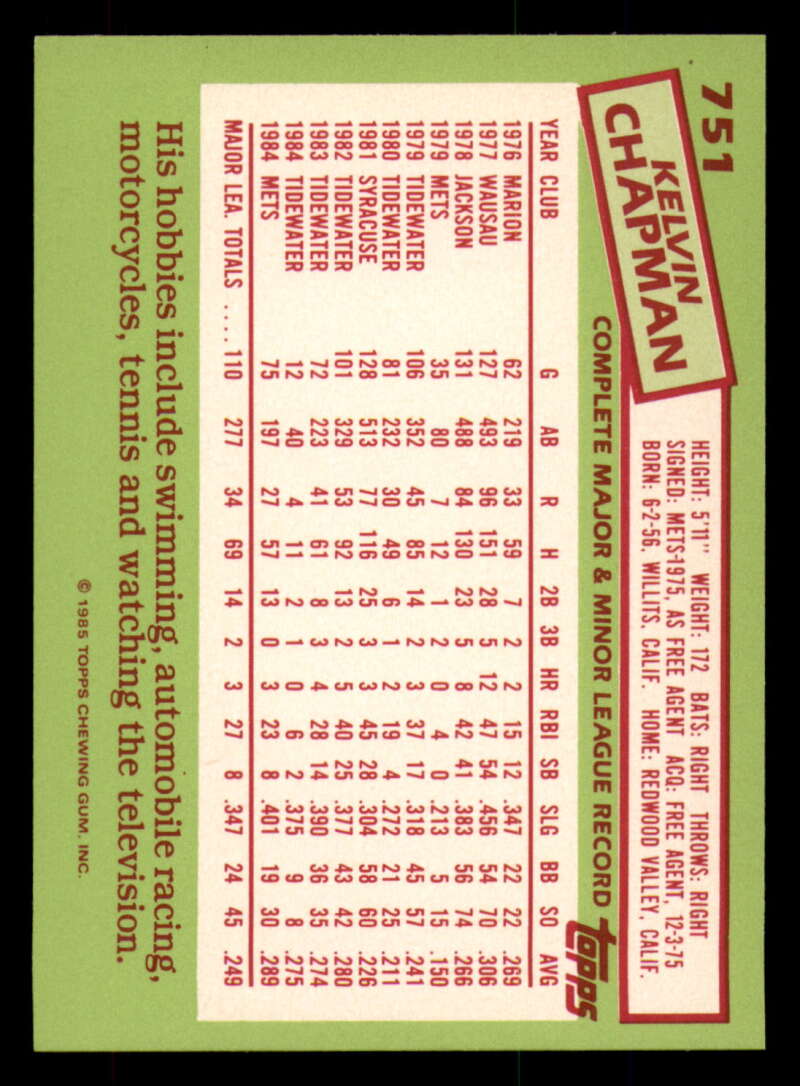 751
KELVIN
CHAPMAN
HEIGHT: 5'11" WEIGHT: 172 BATS: RIGHT THROWS: RIGHT
SIGNED: METS-1975, AS FREE AGENT ACQ: FREE AGENT, 12-3-75
BORN: 6-2-56, WILLITS, CALIF. HOME: REDWOOD VALLEY, CALIF.
COMPLETE MAJOR & MINOR LEAGUE RECORD
topps
YEAR CLUB G AB R H 2B 3B HR RBI SB SLG BB SO AVG
1976 MARION 62 219 33 59 7 2 2 15 12 .347 22 22 .269
1977 WAUSAU 127 493 96 151 28 5 12 47 54 .456 54 70 .306
1978 JACKSON 131 488 84 130 23 5 8 42 41 .383 56 74 .266
1979 METS 35 80 7 12 1 2 0 4 0 .213 5 15 .150
1979 TIDEWATER 106 352 45 85 14 2 3 37 17 .318 45 57 .241
1980 TIDEWATER 81 232 30 49 6 1 2 19 4 .272 21 25 .211
1981 SYRACUSE 128 513 77 116 25 3 3 45 28 .304 58 60 .226
1982 TIDEWATER 101 329 53 92 13 2 5 40 25 .377 43 42 .280
1983 TIDEWATER 72 223 41 61 8 3 4 28 14 .390 36 35 .274
1984 TIDEWATER 12 40 4 11 2 1 0 6 2 .375 9 8 .275
1984 METS 75 197 27 57 13 0 3 23 8 .401 19 30 .289
MAJOR LEA. TOTALS .... 110 277 34 69 14 2 3 27 8 .347 24 45 .249
His hobbies include swimming, automobile racing,
motorcycles, tennis and watching the television.
© 1985 TOPPS CHEWING GUM, INC.